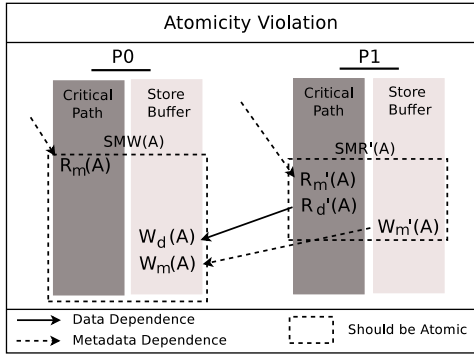 Atomicity Violation
P0
P1
Critical Path
Store Buffer
Critical Path
Store Buffer
SMW(A)
SMR'(A)
Rm(A)
Rm'(A)
Rd'(A)
Wd(A)
Wm'(A)
Wm(A)
Data Dependence
Metadata Dependence
Should be Atomic